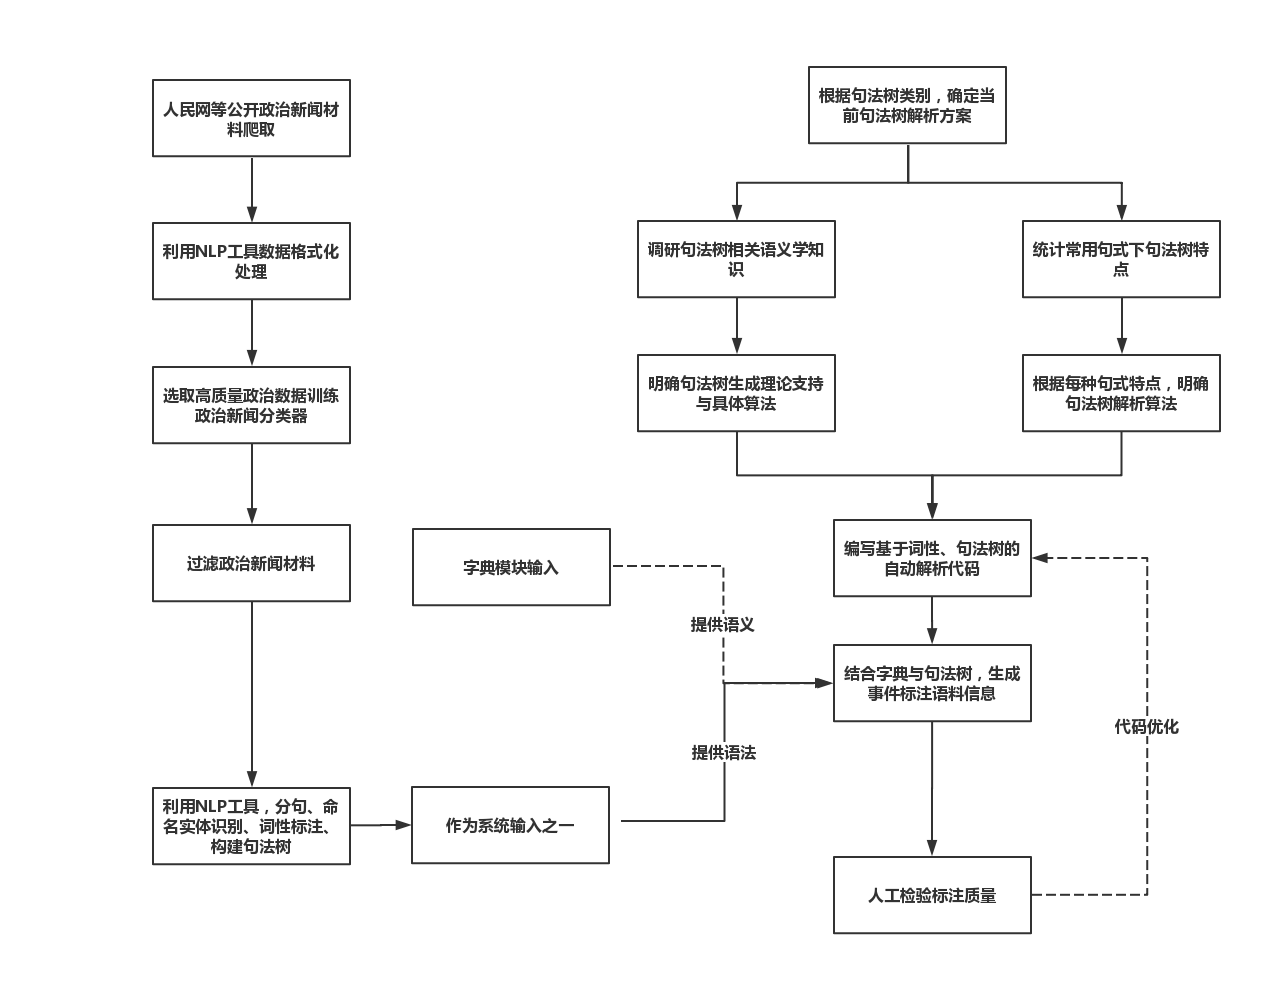 人民网等公开政治新闻材
料爬取
利用NLP工具数据格式化
处理
选取高质量政治数据训练
政治新闻分类器
过滤政治新闻材料
利用NLP工具，分句、命
名实体识别、词性标注、
构建句法树
作为系统输入之一
字典模块输入
提供语义
提供语法
根据句法树类别，确定当
前句法树解析方案
调研句法树相关语义学知
识
统计常用句式下句法树特
点
明确句法树生成理论支持
与具体算法
根据每种句式特点，明确
句法树解析算法
编写基于词性、句法树的
自动解析代码
结合字典与句法树，生成
事件标注语料信息
代码优化
人工检验标注质量